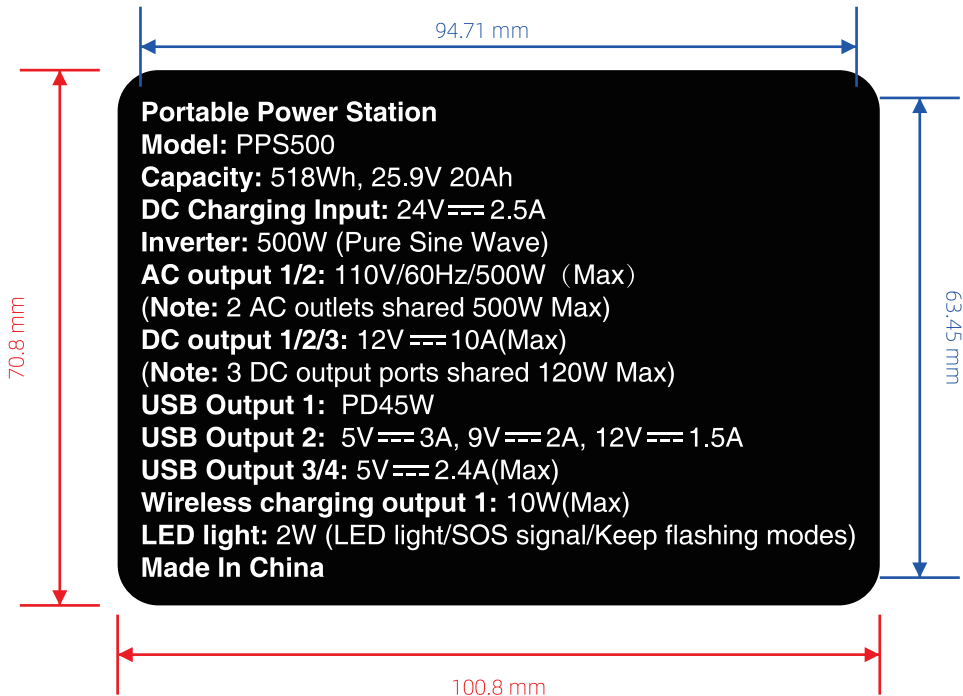 94.71 mm
Portable Power Station
Model: PPS500
Capacity: 518Wh, 25.9V 20Ah
DC Charging Input: 24V⎓2.5A
Inverter: 500W (Pure Sine Wave)
AC output 1/2: 110V/60Hz/500W（Max）
(Note: 2 AC outlets shared 500W Max)
DC output 1/2/3: 12V⎓10A(Max)
(Note: 3 DC output ports shared 120W Max)
USB Output 1: PD45W
USB Output 2: 5V⎓3A, 9V⎓2A, 12V⎓1.5A
USB Output 3/4: 5V⎓2.4A(Max)
Wireless charging output 1: 10W(Max)
LED light: 2W (LED light/SOS signal/Keep flashing modes)
Made In China
70.8 mm
63.45 mm
100.8 mm